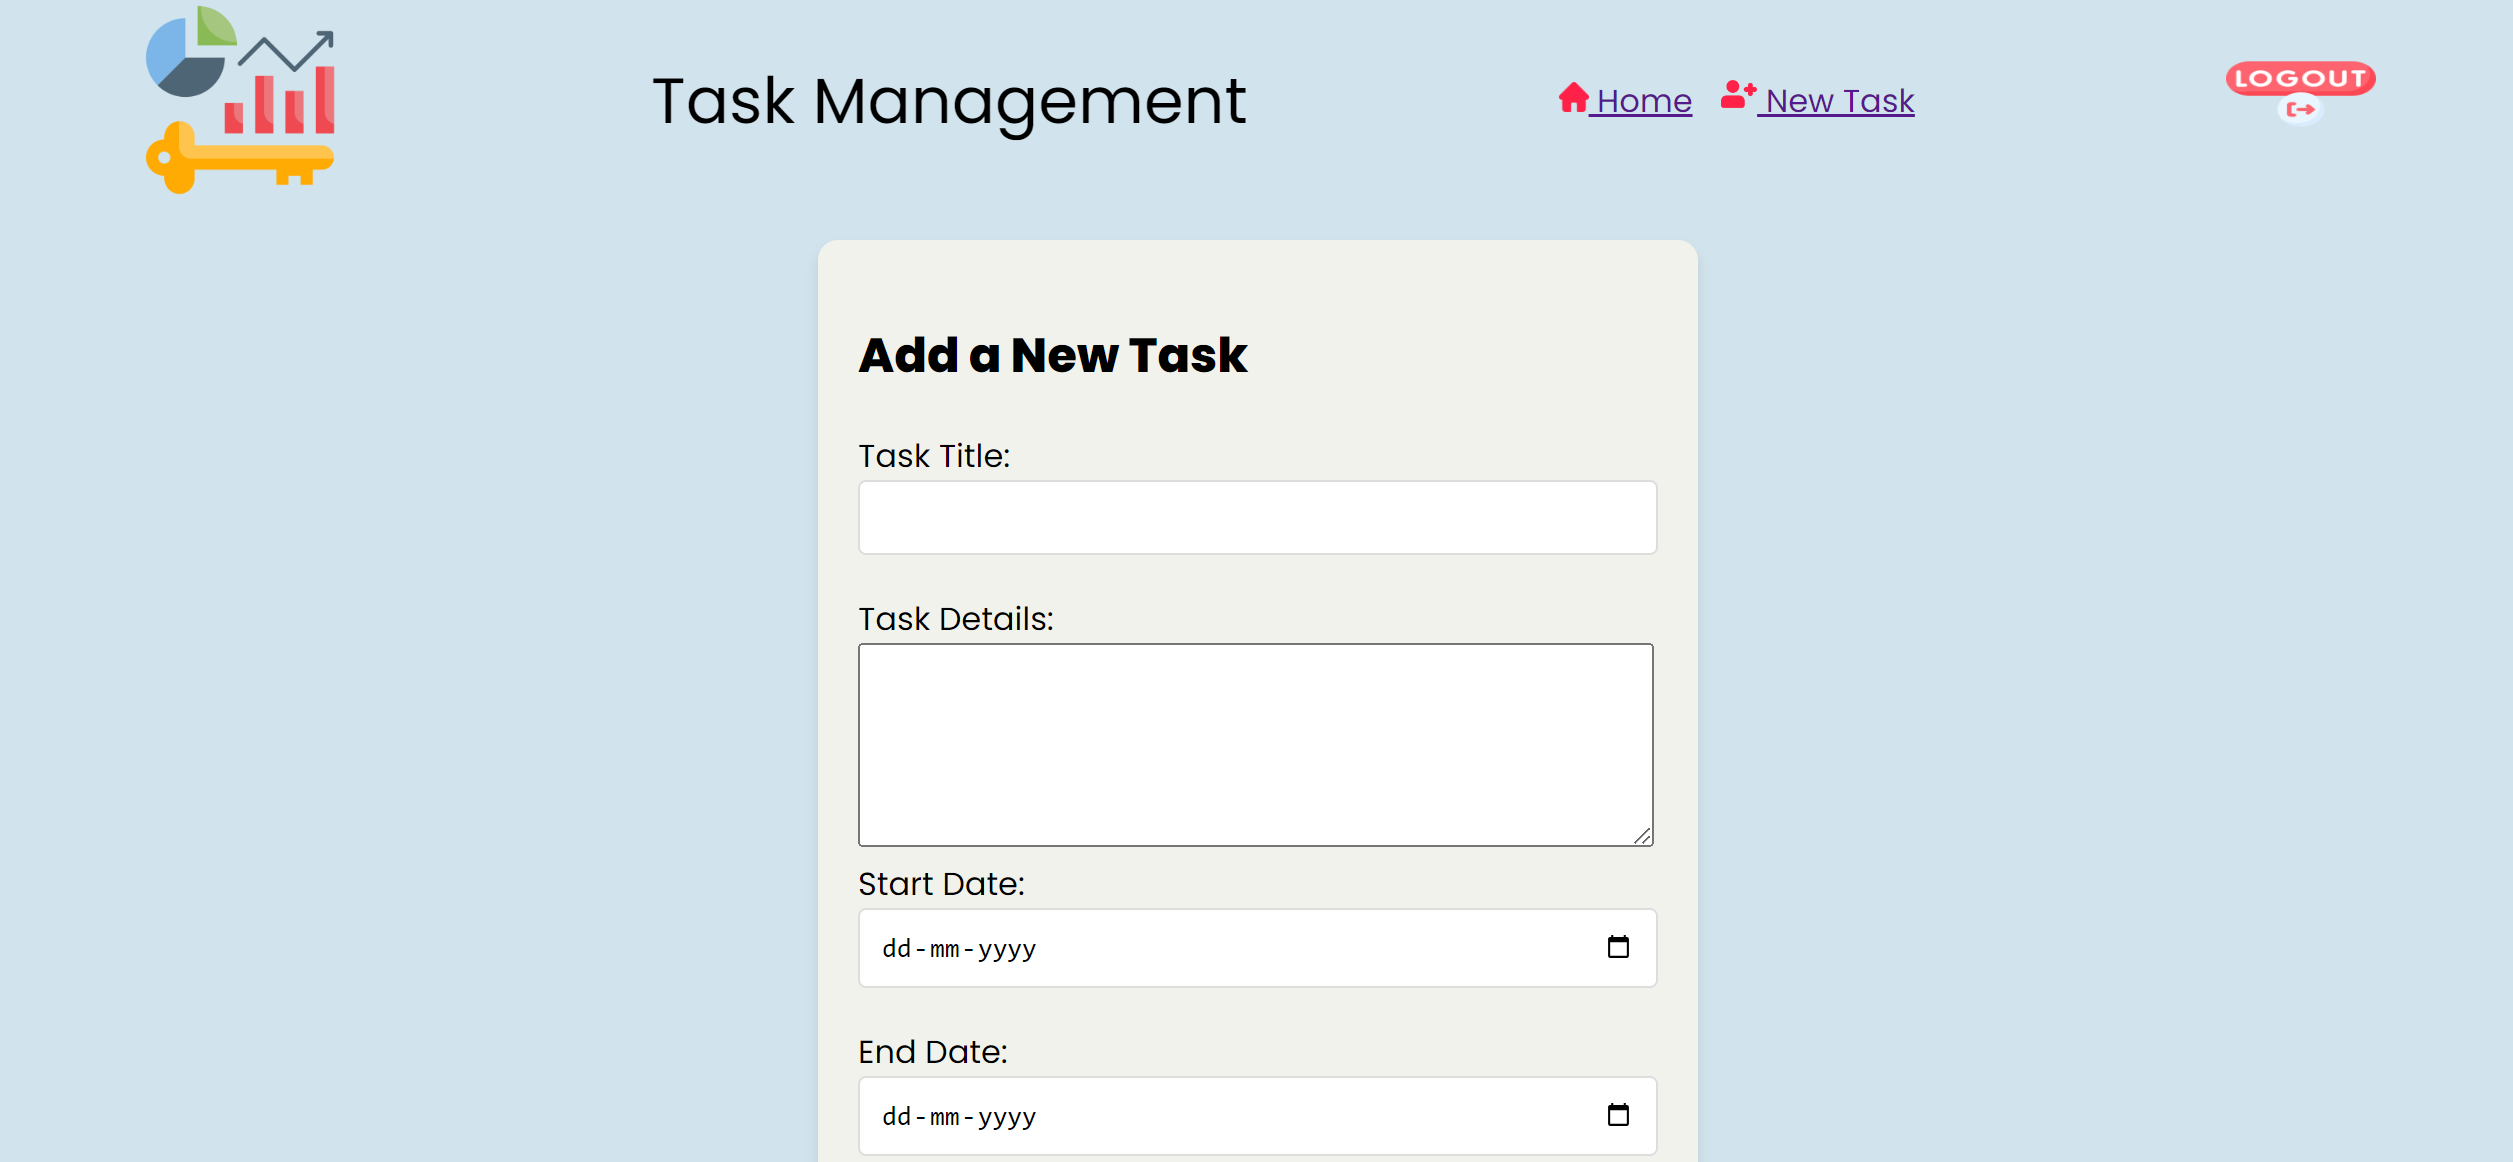 Task Management
Home
New Task
LOGOUT
Add a New Task
Task Title:
Task Details:
Start Date:
dd-mm-yyyy
End Date:
dd-mm-yyyy